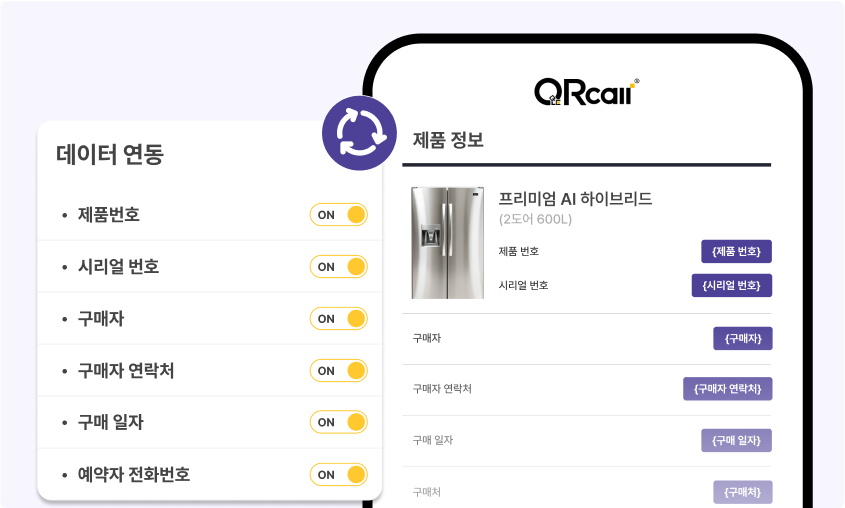 데이터 연동
• 제품번호 ON
• 시리얼 번호 ON
• 구매자 ON
• 구매자 연락처 ON
• 구매 일자 ON
• 예약자 전화번호 ON
QRcall®
제품 정보
프리미엄 AI 하이브리드
(2도어 600L)
제품 번호 {제품 번호}
시리얼 번호 {시리얼 번호}
구매자 {구매자}
구매자 연락처 {구매자 연락처}
구매 일자 {구매 일자}
구매처 {구매처}